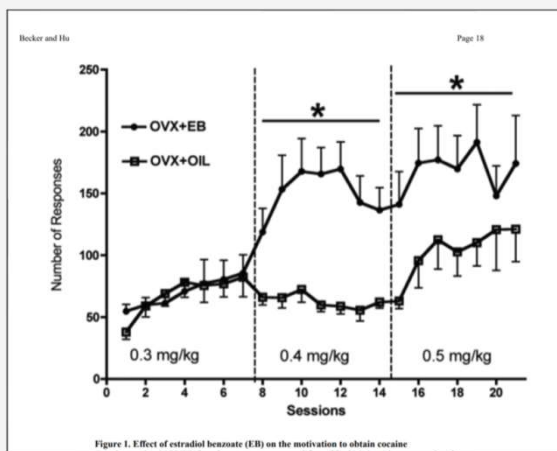 Becker and Hu Page 18
250
200
150
100
50
0
Number of Responses
OVX+EB
OVX+OIL
* *
0.3 mg/kg 0.4 mg/kg 0.5 mg/kg
0 2 4 6 8 10 12 14 16 18 20
Sessions
Figure 1. Effect of estradiol benzoate (EB) on the motivation to obtain cocaine